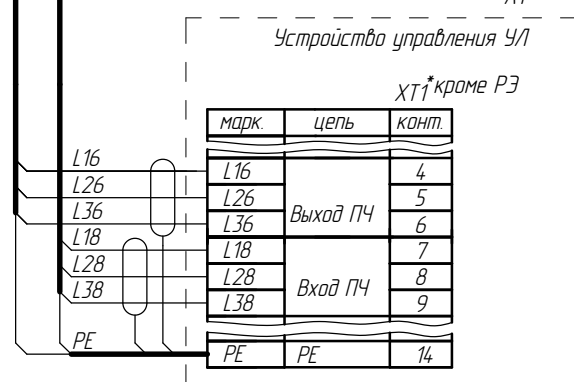 Устройство управления УЛ
XT1*кроме РЭ
марк. цепь конт.
L16 L16 4
L26 L26 5
L36 L36 Выход ПЧ 6
L18 L18 7
L28 L28 Вход ПЧ 8
L38 L38 9
PE PE PE 14